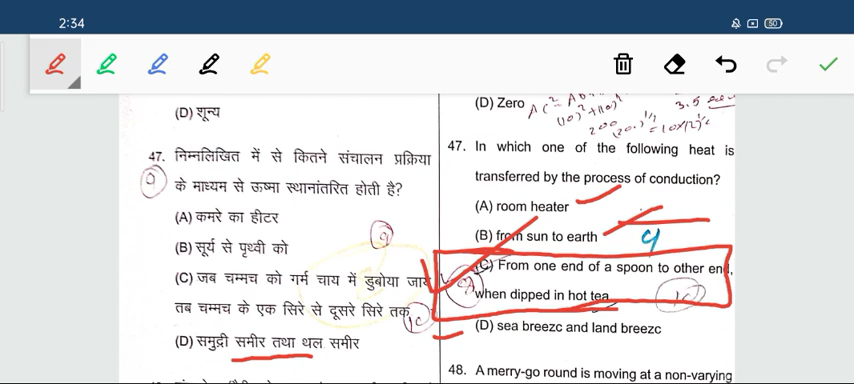 2:34
50
(D) शून्य
47. निम्नलिखित में से कितने संचालन प्रक्रिया
के माध्यम से ऊष्मा स्थानांतरित होती है?
(A) कमरे का हीटर
(B) सूर्य से पृथ्वी को
(C) जब चम्मच को गर्म चाय में डुबोया जाय
तब चम्मच के एक सिरे से दूसरे सिरे तक
(D) समुद्री समीर तथा थल समीर
(D) Zero
200
47. In which one of the following heat is
transferred by the process of conduction?
(A) room heater
(B) from sun to earth
(C) From one end of a spoon to other end,
when dipped in hot tea
(D) sea breezc and land breezc
48. A merry-go round is moving at a non-varying